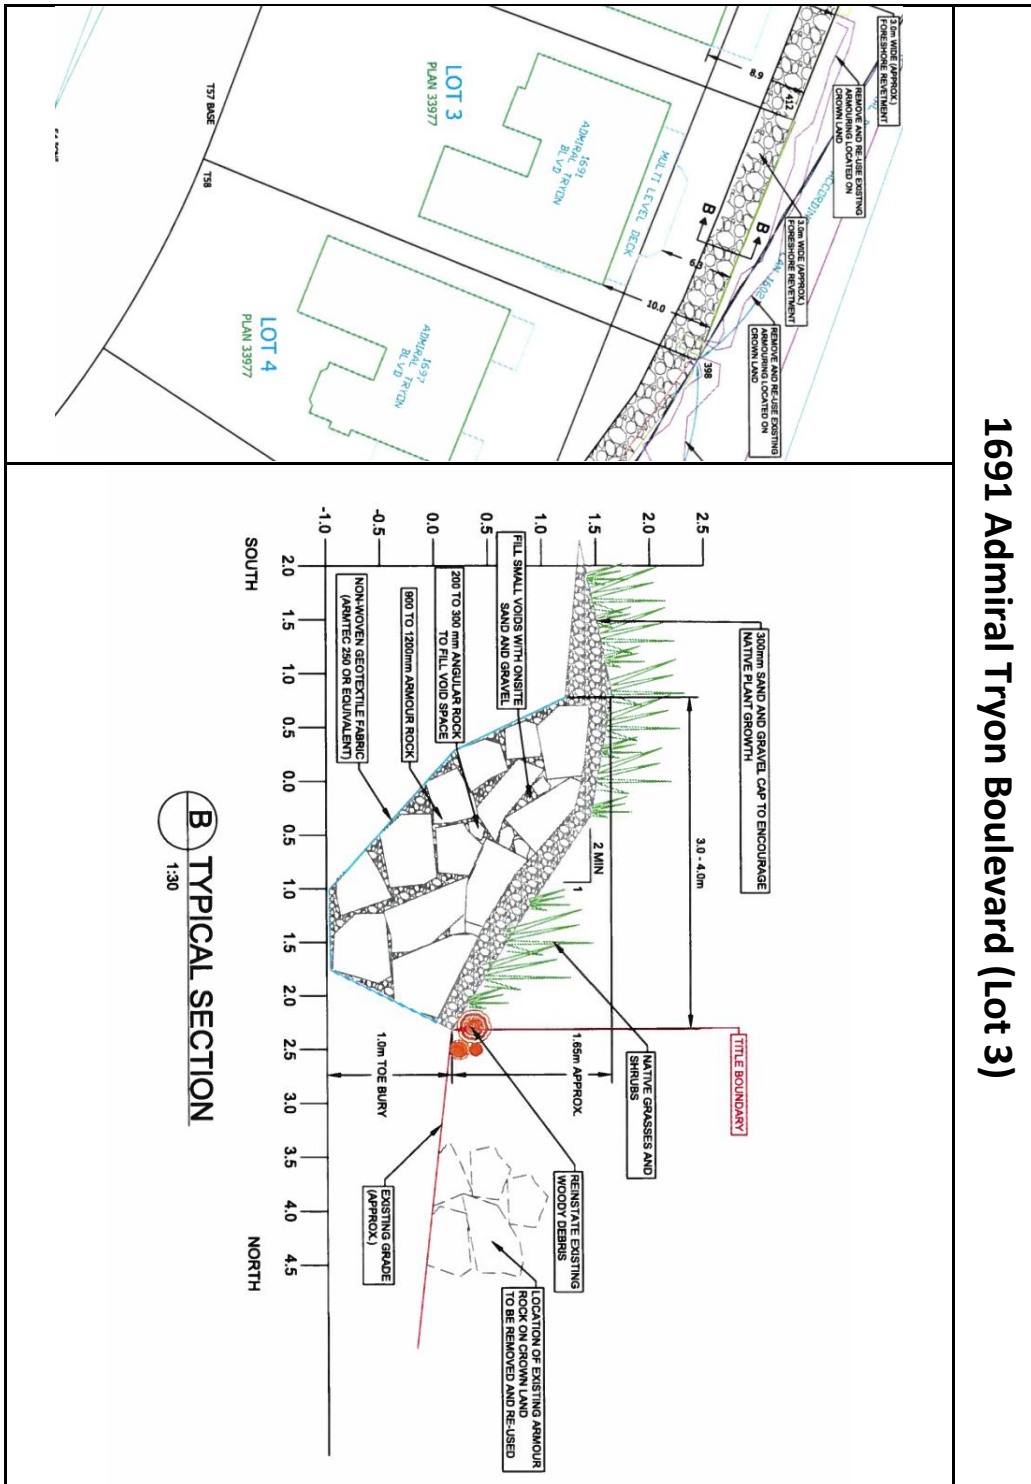 1691 Admiral Tryon Boulevard (Lot 3)
3.0m WIDE (APPROX.)
FORESHORE REVETMENT
REMOVE AND RE-USE EXISTING
ARMOURING LOCATED ON
CROWN LAND
3.0m WIDE (APPROX.)
FORESHORE REVETMENT
REMOVE AND RE-USE EXISTING
ARMOURING LOCATED ON
CROWN LAND
8.9
412
B
B
6.3
10.0
398
MULTI LEVEL DECK
LOT 3
PLAN 33977
1691
ADMIRAL TRYON
BLVD
LOT 4
PLAN 33977
1697
ADMIRAL TRYON
BLVD
T57 BASE
T58
2.5
2.0
1.5
1.0
0.5
0.0
-0.5
-1.0
300mm SAND AND GRAVEL CAP TO ENCOURAGE
NATIVE PLANT GROWTH
3.0 - 4.0m
TITLE BOUNDARY
2 MIN
1
NATIVE GRASSES AND
SHRUBS
1.65m APPROX.
1.0m TOE BURY
REINSTATE EXISTING
WOODY DEBRIS
LOCATION OF EXISTING ARMOUR
ROCK ON CROWN LAND
TO BE REMOVED AND RE-USED
EXISTING GRADE
(APPROX.)
FILL SMALL VOIDS WITH ONSITE
SAND AND GRAVEL
200 TO 300 mm ANGULAR ROCK
TO FILL VOID SPACE
900 TO 1200mm ARMOUR ROCK
NON-WOVEN GEOTEXTILE FABRIC
(ARMTEC 250 OR EQUIVALENT)
2.0 1.5 1.0 0.5 0.0 0.5 1.0 1.5 2.0 2.5 3.0 3.5 4.0 4.5
SOUTH
NORTH
B TYPICAL SECTION
1:30